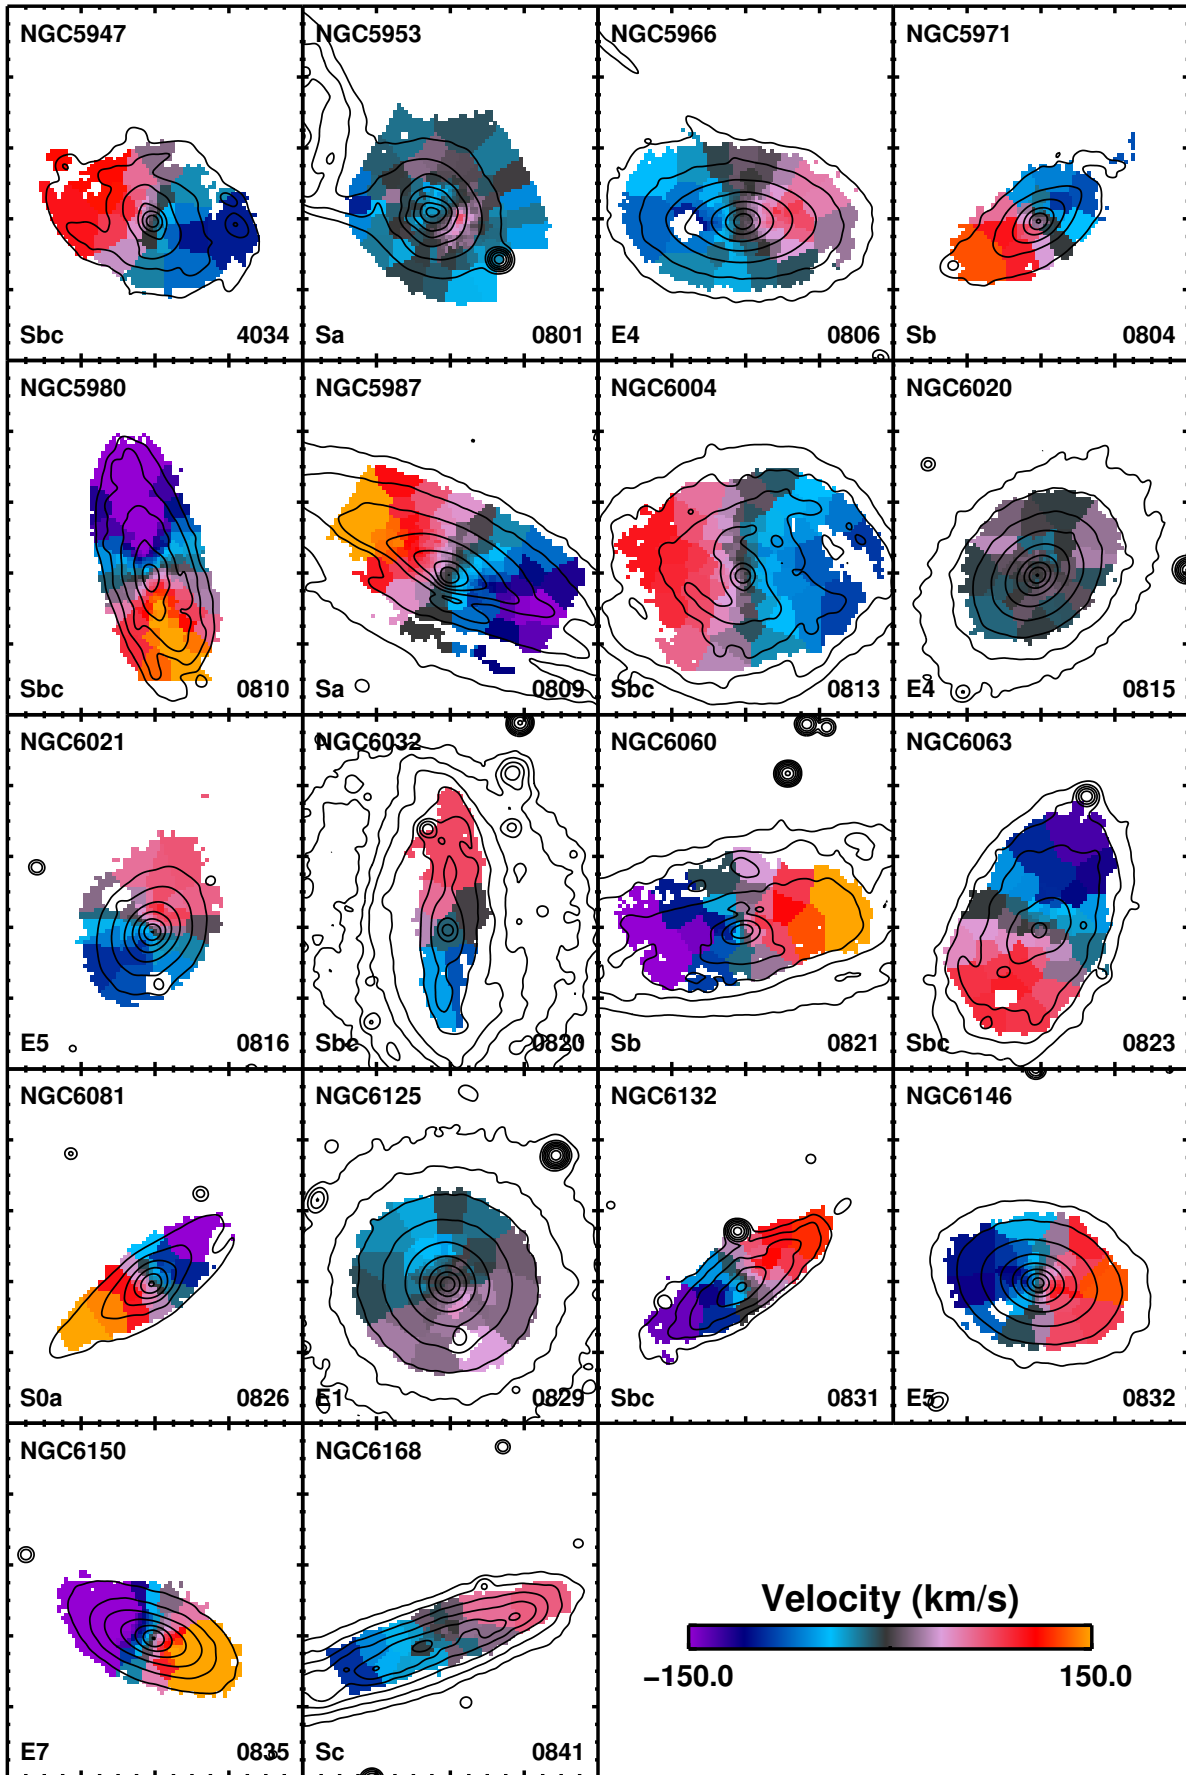 NGC5947 NGC5953 NGC5966 NGC5971
Sbc 4034 Sa 0801 E4 0806 Sb 0804
NGC5980 NGC5987 NGC6004 NGC6020
Sbc 0810 Sa 0809 Sbc 0813 E4 0815
NGC6021 NGC6032 NGC6060 NGC6063
E5 0816 Sbc 0820 Sb 0821 Sbc 0823
NGC6081 NGC6125 NGC6132 NGC6146
S0a 0826 E1 0829 Sbc 0831 E5 0832
NGC6150 NGC6168
Velocity (km/s)
−150.0 150.0
E7 0835 Sc 0841